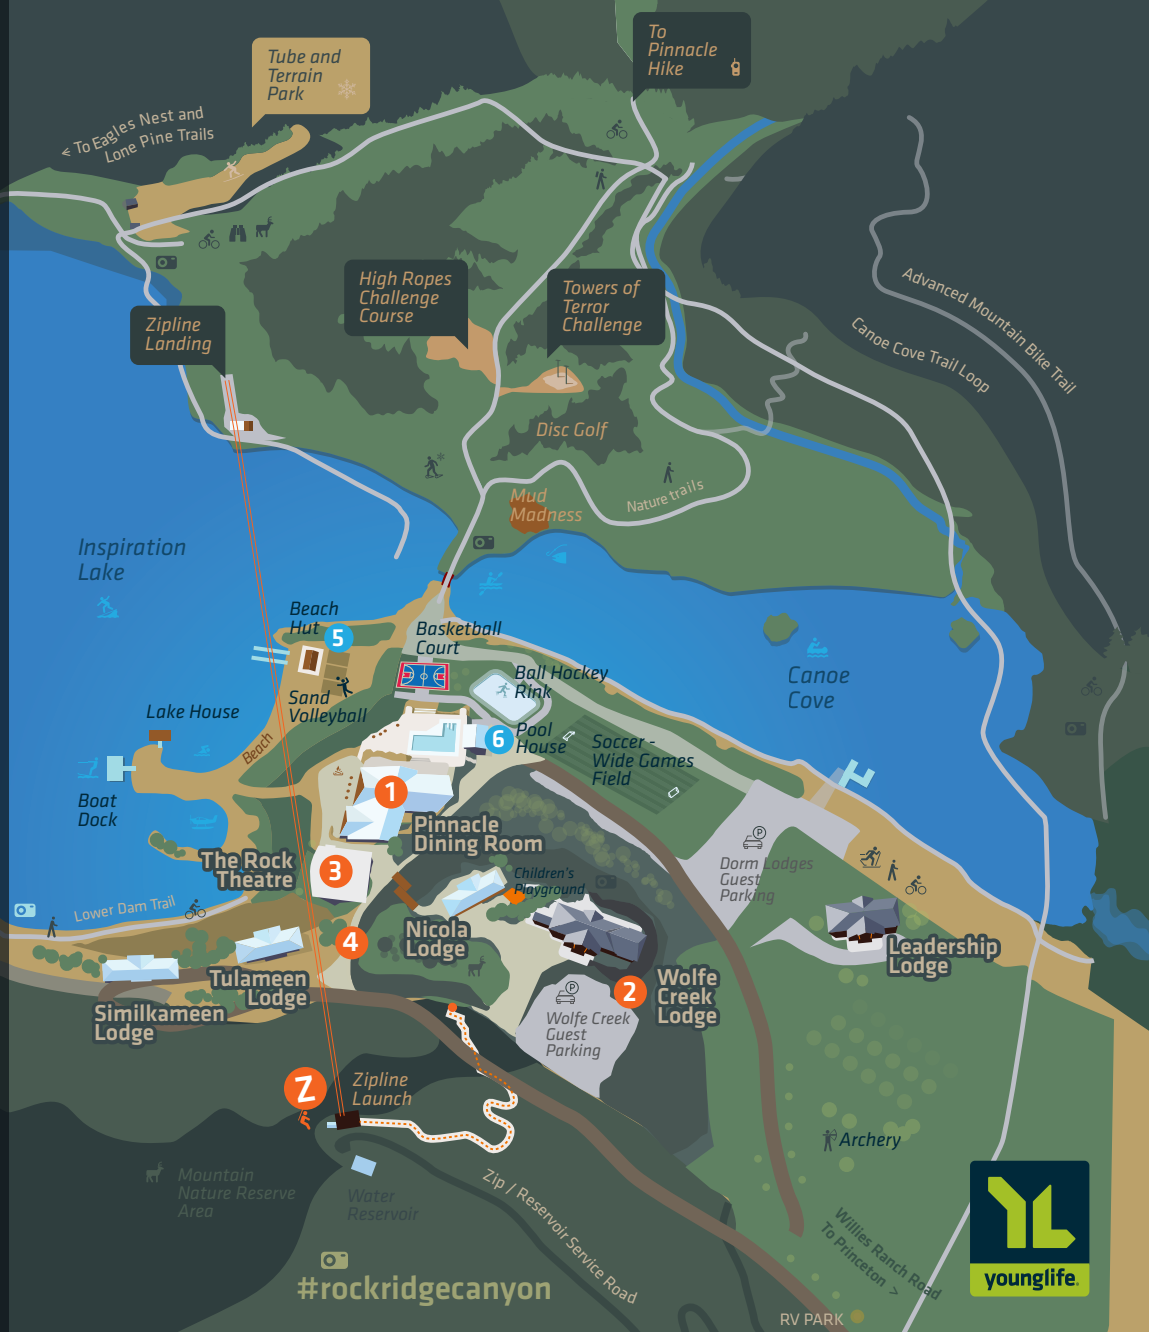 Tube and
Terrain
Park
To
Pinnacle
Hike
< To Eagles Nest and
Lone Pine Trails
High Ropes
Challenge
Course
Towers of
Terror
Challenge
Zipline
Landing
Advanced Mountain Bike Trail
Canoe Cove Trail Loop
Disc Golf
Mud
Madness
Nature trails
Inspiration
Lake
Beach
Hut
5
Basketball
Court
Ball Hockey
Rink
Canoe
Cove
Sand
Volleyball
Lake House
Beach
6
Pool
House
Soccer -
Wide Games
Field
Boat
Dock
1
Pinnacle
Dining Room
The Rock
Theatre
3
Children's
Playground
P
Dorm Lodges
Guest
Parking
Lower Dam Trail
4
Nicola
Lodge
Leadership
Lodge
Tulameen
Lodge
Similkameen
Lodge
P
Wolfe Creek
Guest
Parking
2
Wolfe
Creek
Lodge
Z
Zipline
Launch
Archery
Mountain
Nature Reserve
Area
Water
Reservoir
Zip / Reservoir Service Road
Willies Ranch Road
To Princeton >
#rockridgecanyon
RV PARK
YL
younglife.